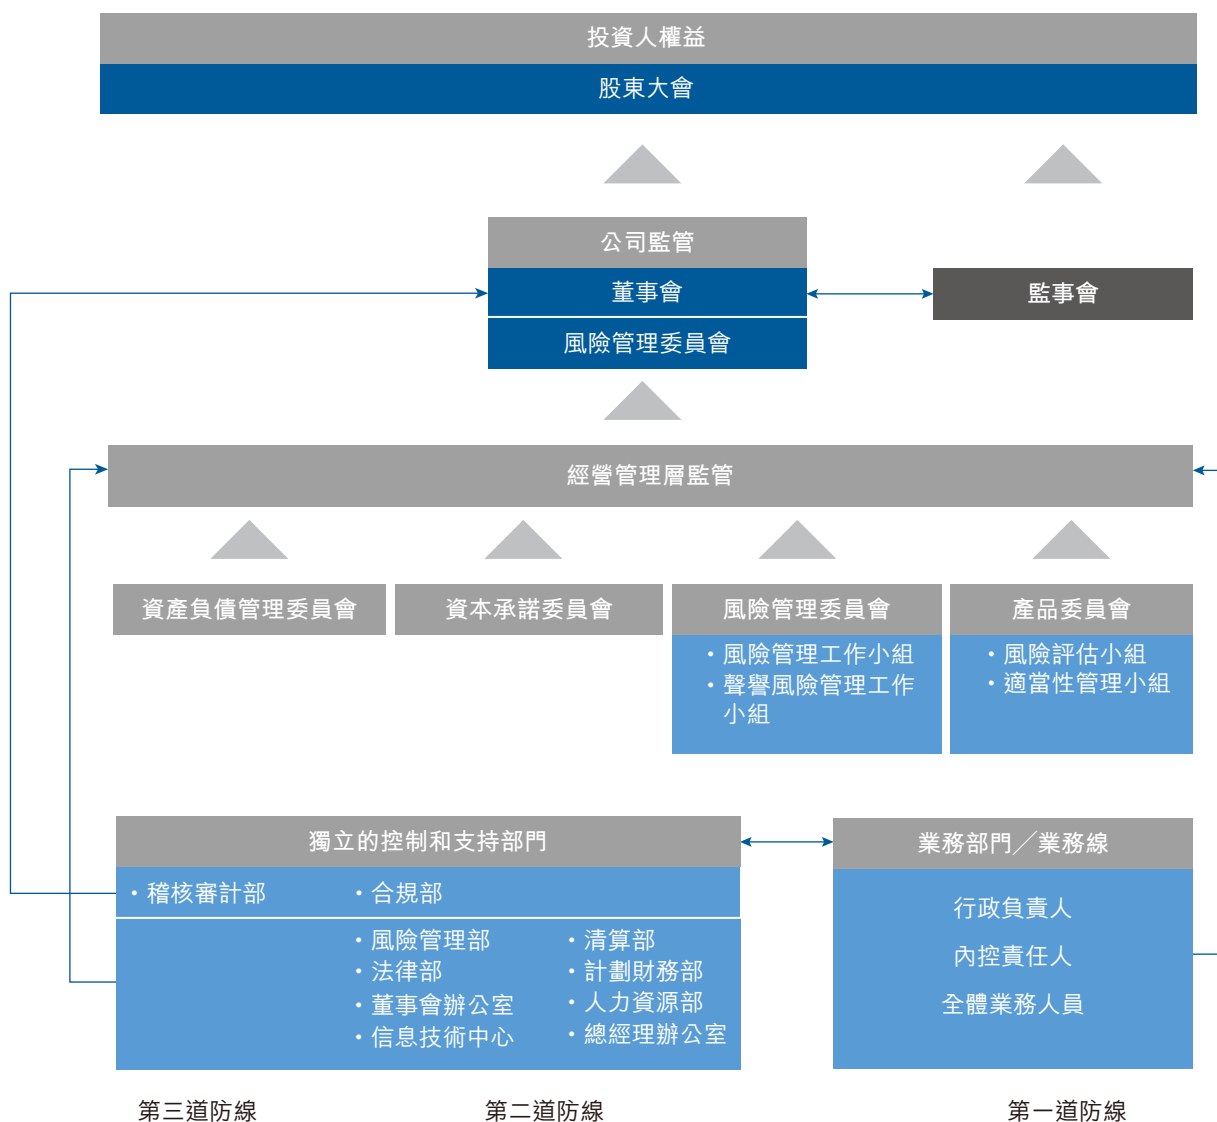 投資人權益
股東大會
公司監管
董事會
監事會
風險管理委員會
經營管理層監管
資產負債管理委員會
資本承諾委員會
風險管理委員會
・風險管理工作小組
・聲譽風險管理工作
小組
產品委員會
・風險評估小組
・適當性管理小組
獨立的控制和支持部門
・稽核審計部
・合規部
・風險管理部
・法律部
・董事會辦公室
・信息技術中心
・清算部
・計劃財務部
・人力資源部
・總經理辦公室
業務部門╱業務線
行政負責人
內控責任人
全體業務人員
第三道防線
第二道防線
第一道防線